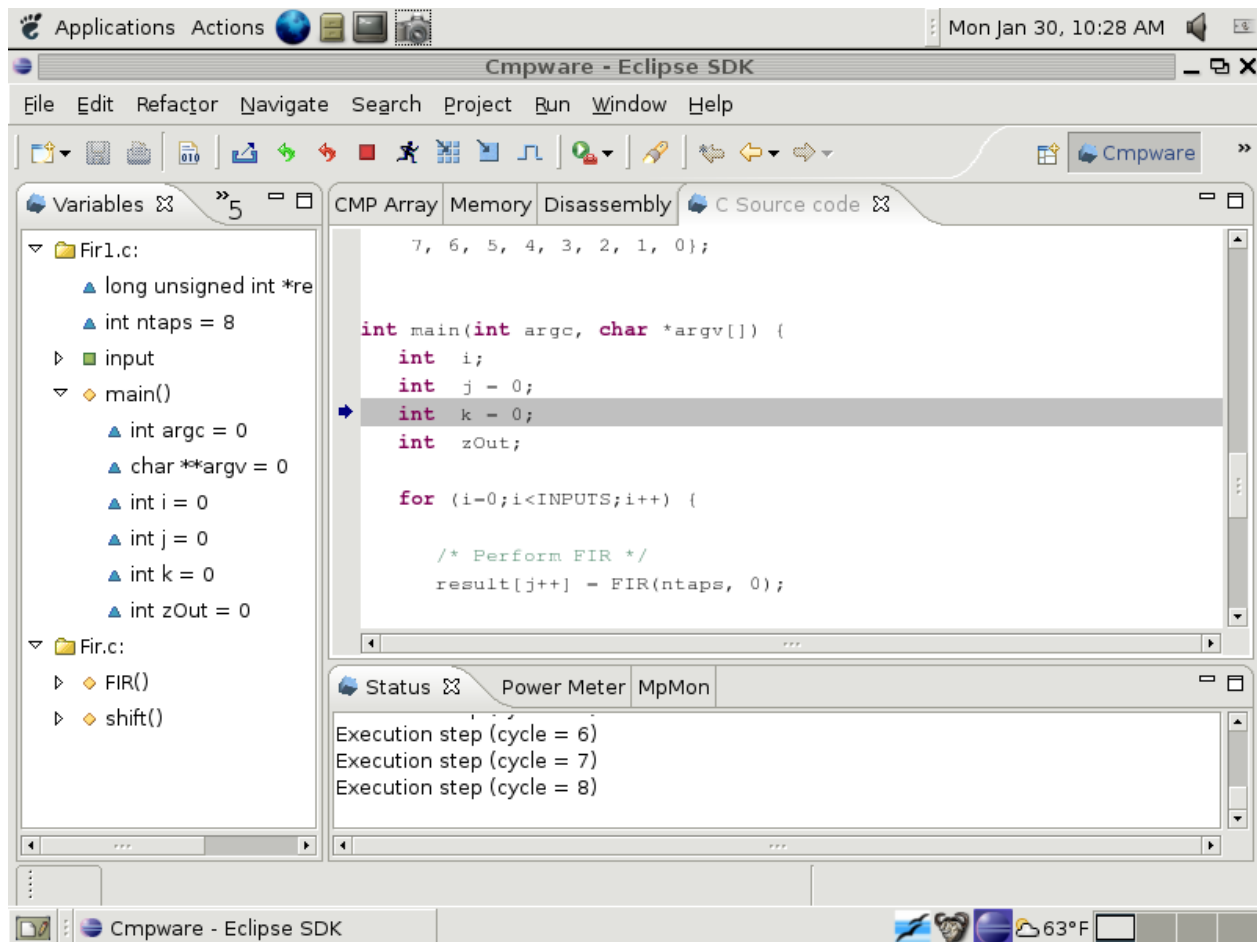 Applications Actions Mon Jan 30, 10:28 AM
Cmpware - Eclipse SDK
File Edit Refactor Navigate Search Project Run Window Help
010 Cmpware »
Variables »5 CMP Array Memory Disassembly C Source code
Fir1.c:
long unsigned int *re
int ntaps = 8
input
main()
int argc = 0
char **argv = 0
int i = 0
int j = 0
int k = 0
int zOut = 0
Fir.c:
FIR()
shift()
7, 6, 5, 4, 3, 2, 1, 0};
int main(int argc, char *argv[]) {
int i;
int j = 0;
int k = 0;
int zOut;
for (i=0;i<INPUTS;i++) {
/* Perform FIR */
result[j++] = FIR(ntaps, 0);
Status Power Meter MpMon
Execution step (cycle = 6)
Execution step (cycle = 7)
Execution step (cycle = 8)
Cmpware - Eclipse SDK 63°F